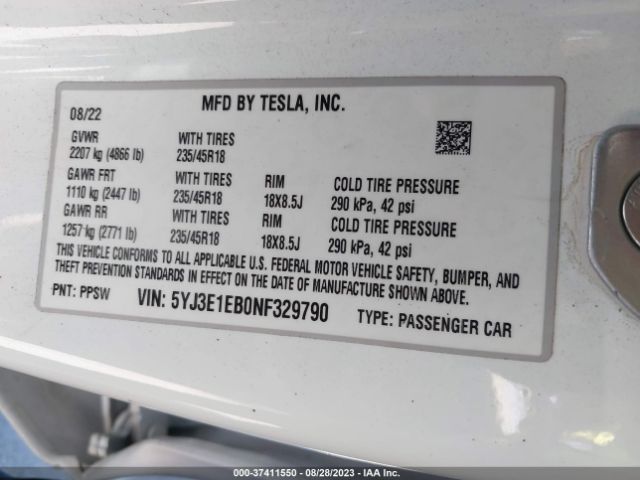 MFD BY TESLA, INC.
08/22
GVWR WITH TIRES
2207 kg (4866 lb) 235/45R18
GAWR FRT WITH TIRES RIM COLD TIRE PRESSURE
1110 kg (2447 lb) 235/45R18 18X8.5J 290 kPa, 42 psi
GAWR RR WITH TIRES RIM COLD TIRE PRESSURE
1257 kg (2771 lb) 235/45R18 18X8.5J 290 kPa, 42 psi
THIS VEHICLE CONFORMS TO ALL APPLICABLE U.S. FEDERAL MOTOR VEHICLE SAFETY, BUMPER, AND
THEFT PREVENTION STANDARDS IN EFFECT ON THE DATE OF MANUFACTURE SHOWN ABOVE.
PNT: PPSW VIN: 5YJ3E1EB0NF329790 TYPE: PASSENGER CAR
000-37411550 - 08/28/2023 - IAA Inc.